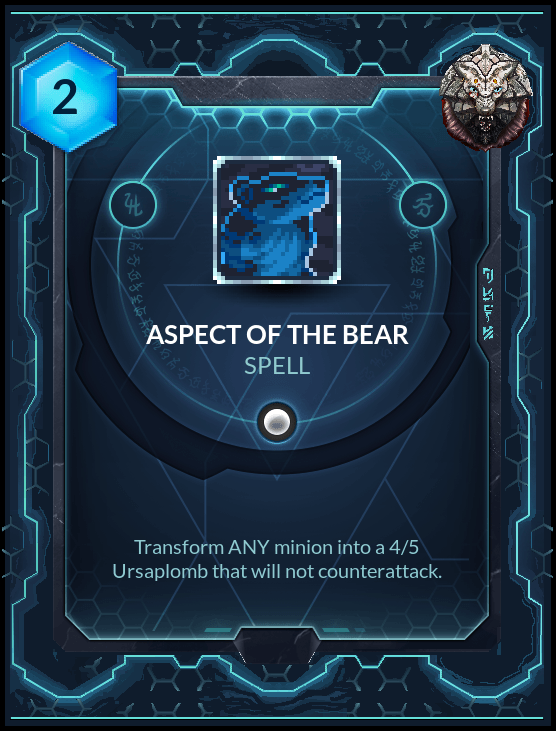 2
ASPECT OF THE BEAR
SPELL
Transform ANY minion into a 4/5
Ursaplomb that will not counterattack.